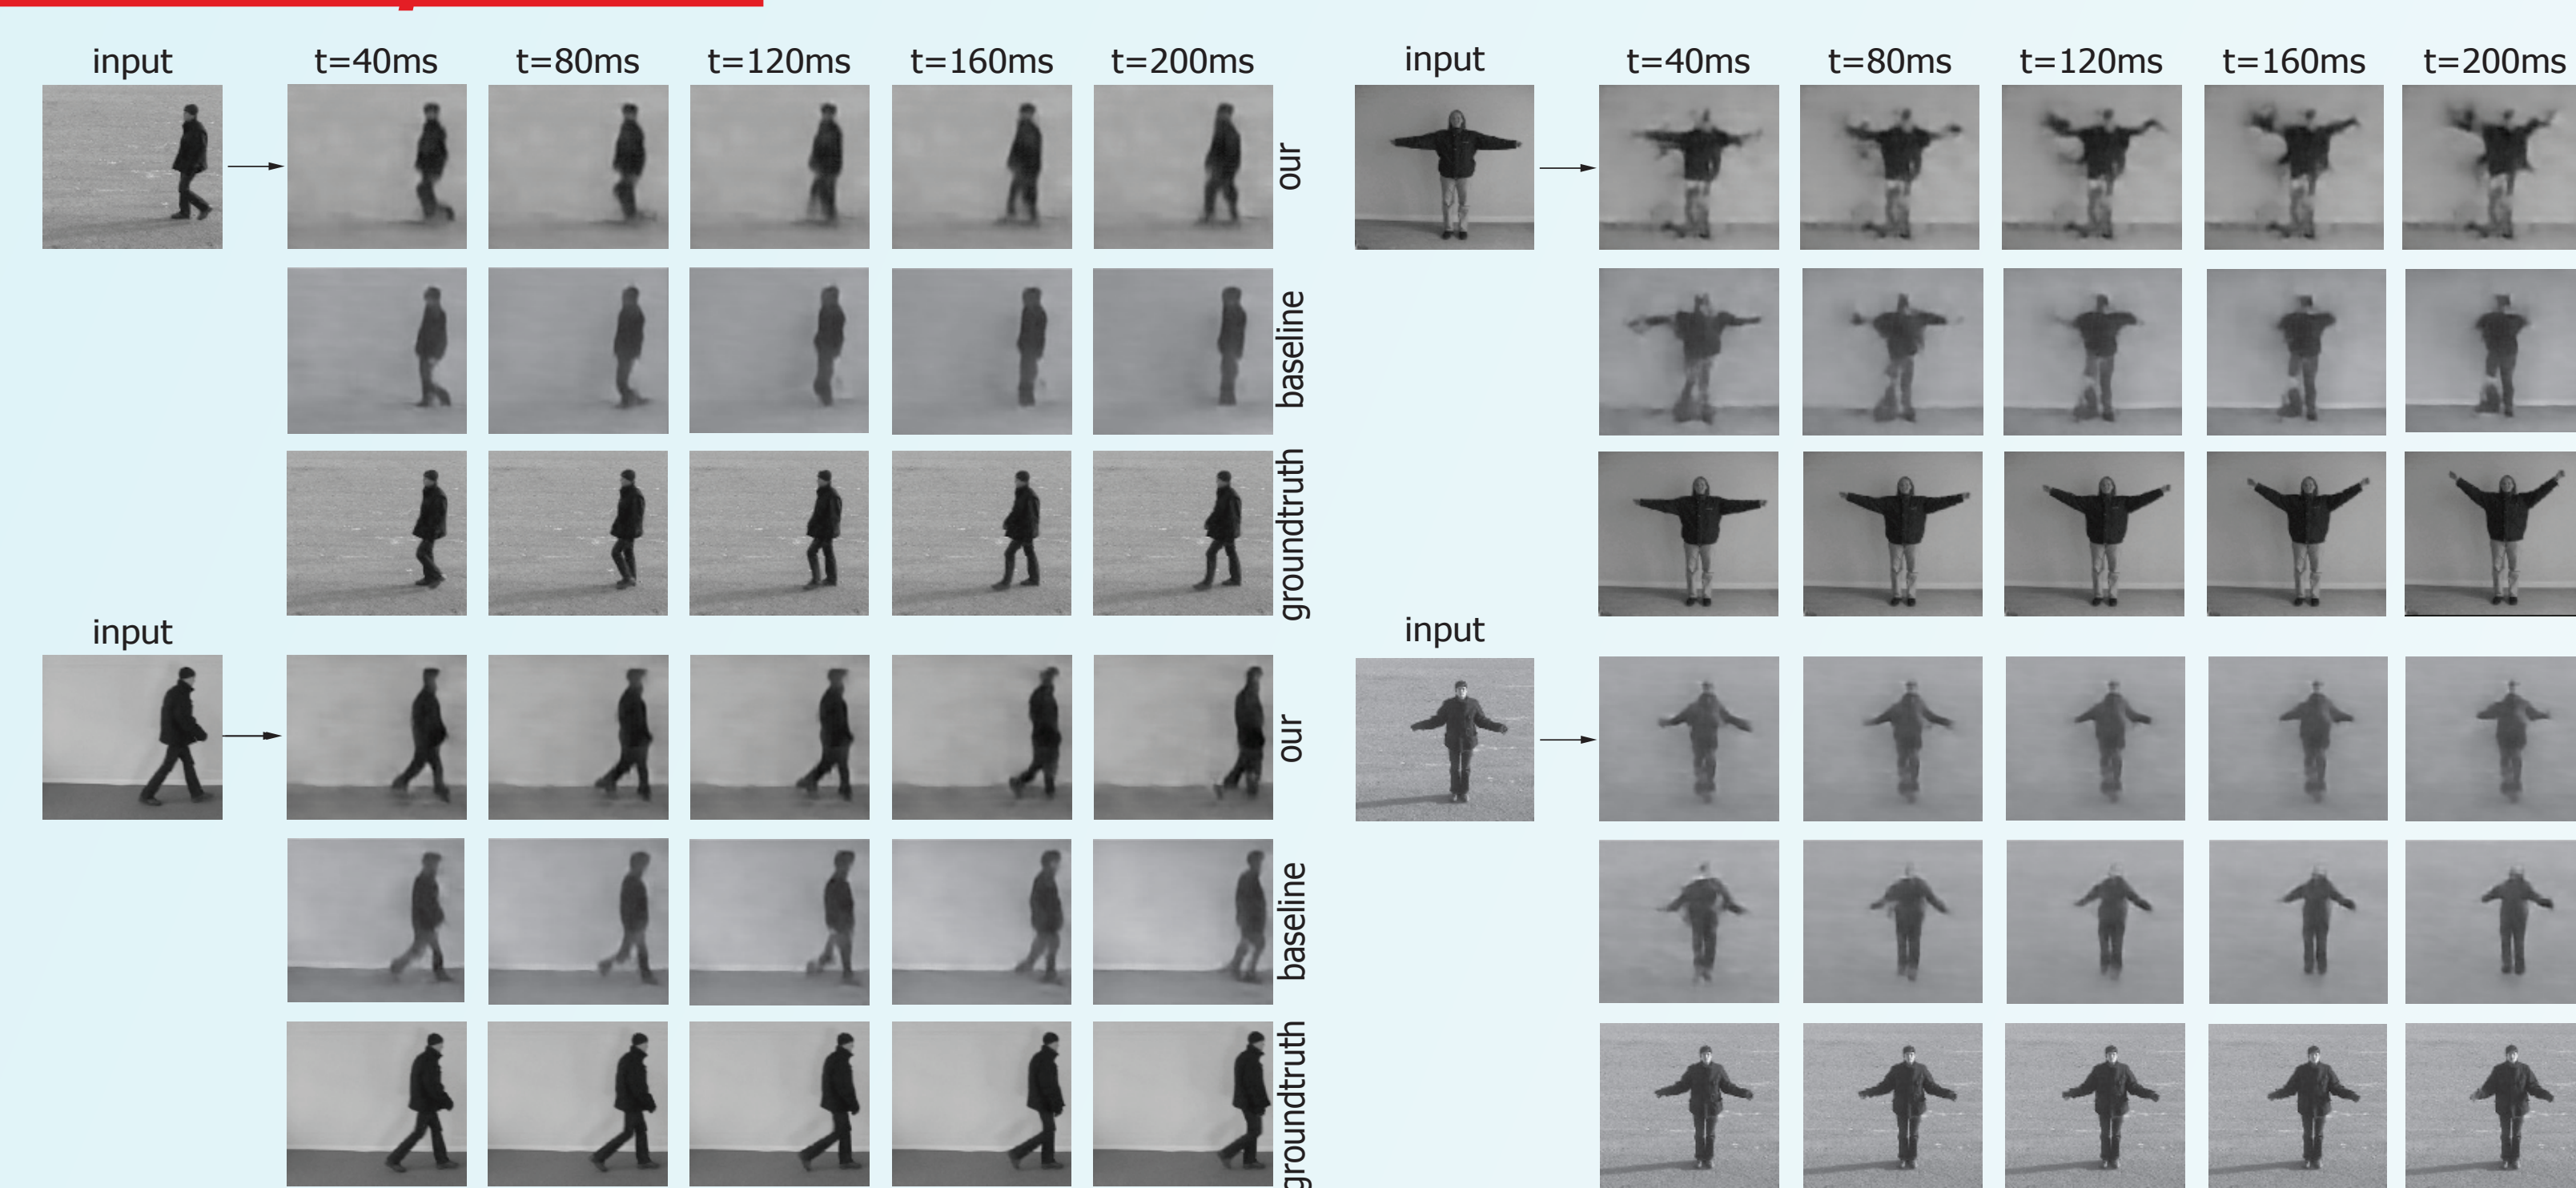 input t=40ms t=80ms t=120ms t=160ms t=200ms
our
baseline
groundtruth
input
our
baseline
groundtruth
input t=40ms t=80ms t=120ms t=160ms t=200ms
input